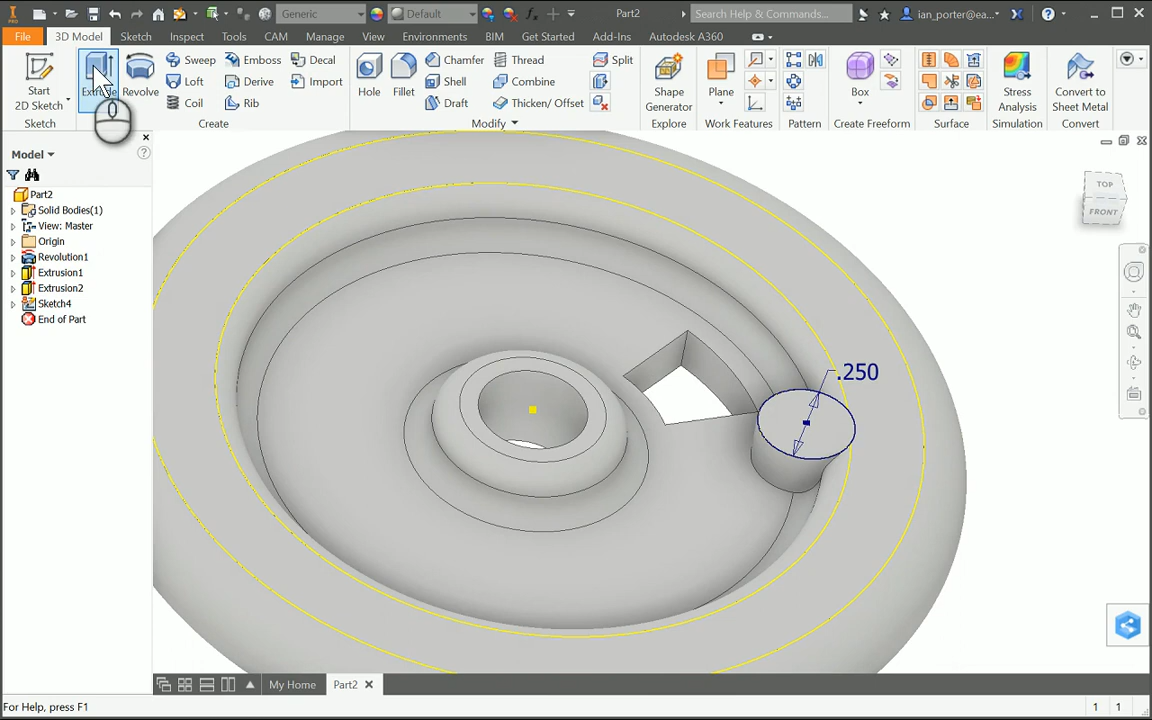 Generic
Default
Part2
Search Help & Commands...
ian_porter@ea...
File
3D Model
Sketch
Inspect
Tools
CAM
Manage
View
Environments
BIM
Get Started
Add-Ins
Autodesk A360
Start
2D Sketch
Revolve
Sweep
Loft
Coil
Emboss
Derive
Rib
Decal
Import
Hole
Fillet
Chamfer
Shell
Draft
Thread
Combine
Thicken/ Offset
Split
Shape
Generator
Plane
Box
Stress
Analysis
Convert to
Sheet Metal
Sketch
Create
Modify
Explore
Work Features
Pattern
Create Freeform
Surface
Simulation
Convert
0
Model
Part2
Solid Bodies(1)
View: Master
Origin
Revolution1
Extrusion1
Extrusion2
Sketch4
End of Part
TOP
FRONT
.250
My Home
Part2
For Help, press F1
1 1